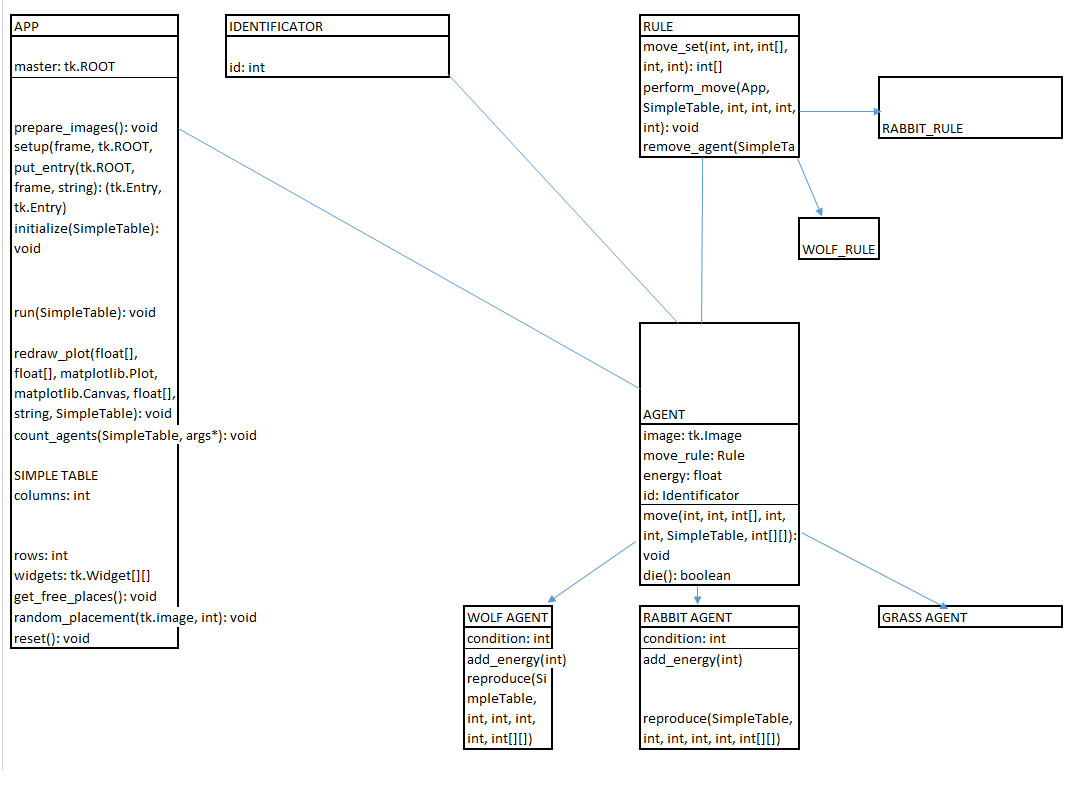 APP
master: tk.ROOT
prepare_images(): void
setup(frame, tk.ROOT,
put_entry(tk.ROOT,
frame, string): (tk.Entry,
tk.Entry)
initialize(SimpleTable):
void
run(SimpleTable): void
redraw_plot(float[],
float[], matplotlib.Plot,
matplotlib.Canvas, float[],
string, SimpleTable): void
count_agents(SimpleTable, args*): void
SIMPLE TABLE
columns: int
rows: int
widgets: tk.Widget[][]
get_free_places(): void
random_placement(tk.image, int): void
reset(): void
IDENTIFICATOR
id: int
RULE
move_set(int, int, int[],
int, int): int[]
perform_move(App,
SimpleTable, int, int, int,
int): void
remove_agent(SimpleTa
RABBIT_RULE
WOLF_RULE
AGENT
image: tk.Image
move_rule: Rule
energy: float
id: Identificator
move(int, int, int[], int,
int, SimpleTable, int[][]):
void
die(): boolean
WOLF AGENT
condition: int
add_energy(int)
reproduce(Si
mpleTable,
int, int, int,
int, int[][])
RABBIT AGENT
condition: int
add_energy(int)
reproduce(SimpleTable,
int, int, int, int, int[][])
GRASS AGENT